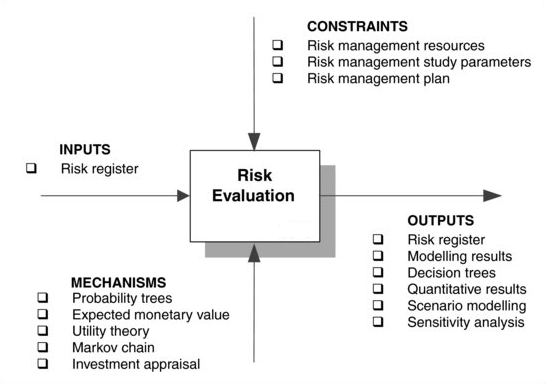 CONSTRAINTS
Risk management resources
Risk management study parameters
Risk management plan
INPUTS
Risk register
Risk
Evaluation
OUTPUTS
Risk register
Modelling results
Decision trees
Quantitative results
Scenario modelling
Sensitivity analysis
MECHANISMS
Probability trees
Expected monetary value
Utility theory
Markov chain
Investment appraisal